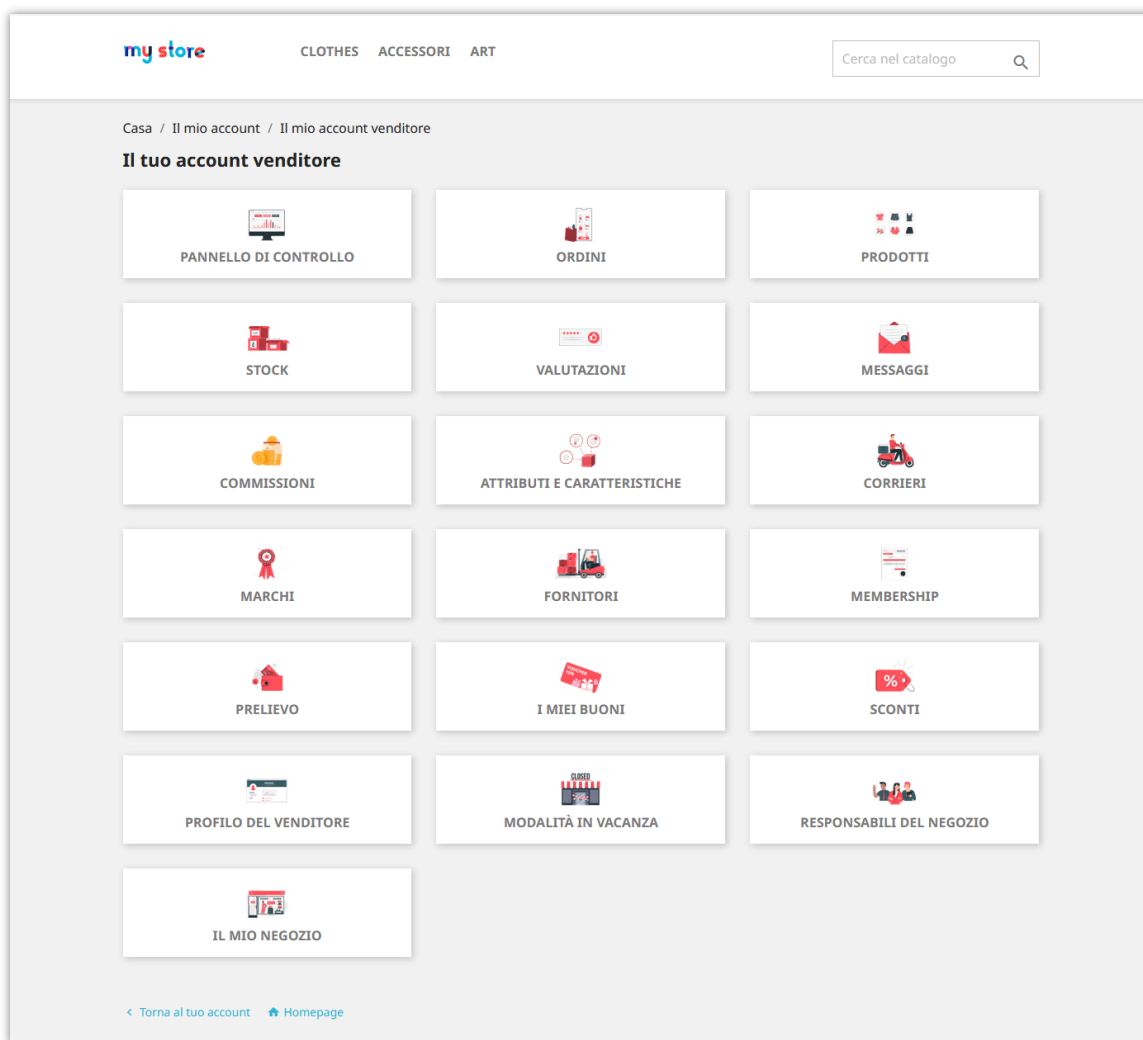 my store
CLOTHES ACCESSORI ART
Cerca nel catalogo
Casa / Il mio account / Il mio account venditore
Il tuo account venditore
PANNELLO DI CONTROLLO
ORDINI
PRODOTTI
STOCK
VALUTAZIONI
MESSAGGI
COMMISSIONI
ATTRIBUTI E CARATTERISTICHE
CORRIERI
MARCHI
FORNITORI
MEMBERSHIP
PRELIEVO
VOUCHER
I MIEI BUONI
%
SCONTI
PROFILO DEL VENDITORE
CLOSED
MODALITÀ IN VACANZA
RESPONSABILI DEL NEGOZIO
IL MIO NEGOZIO
Torna al tuo account Homepage